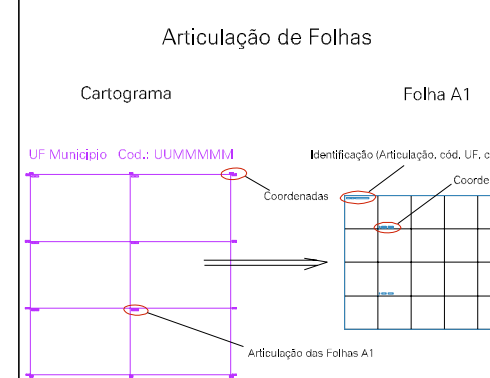 Articulação de Folhas
Cartograma
Folha A1
UF Município Cod.: UUMMMMM
Identificação (Articulação, cód, UF, c
Coordenadas
Coorde
Articulação das Folhas A1